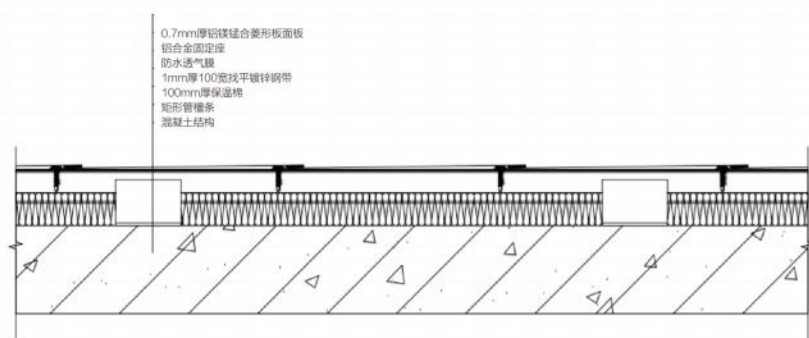 0.7mm厚铝镁锰合菱形板面板
铝合金固定座
防水透气膜
1mm厚100宽找平镀锌钢带
100mm厚保温棉
矩形管檩条
混凝土结构